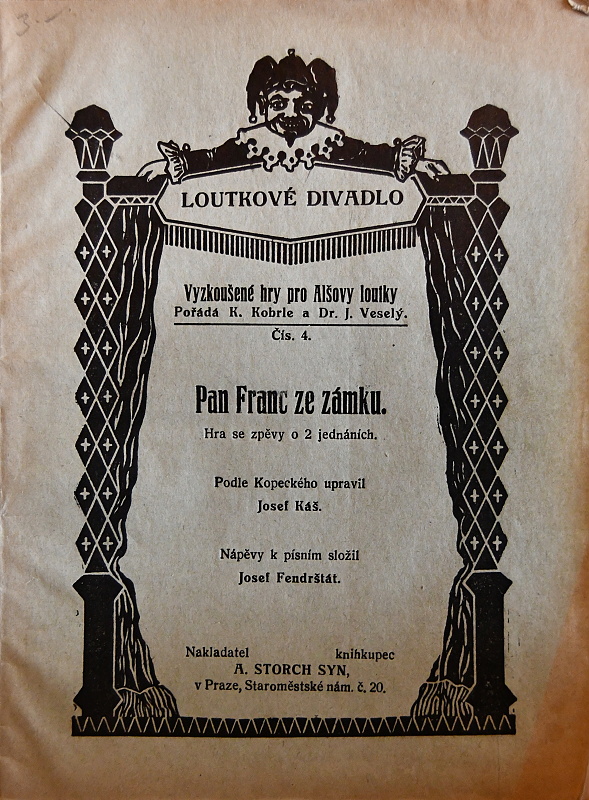 3.—
LOUTKOVÉ DIVADLO
Vyzkoušené hry pro Alšovy loutky
Pořádá K. Kobrle a Dr. J. Veselý.
Čís. 4.
Pan Franc ze zámku.
Hra se zpěvy o 2 jednáních.
Podle Kopeckého upravil
Josef Káš.
Nápěvy k písním složil
Josef Fendrštát.
Nakladatel knihkupec
A. STORCH SYN,
v Praze, Staroměstské nám. č. 20.